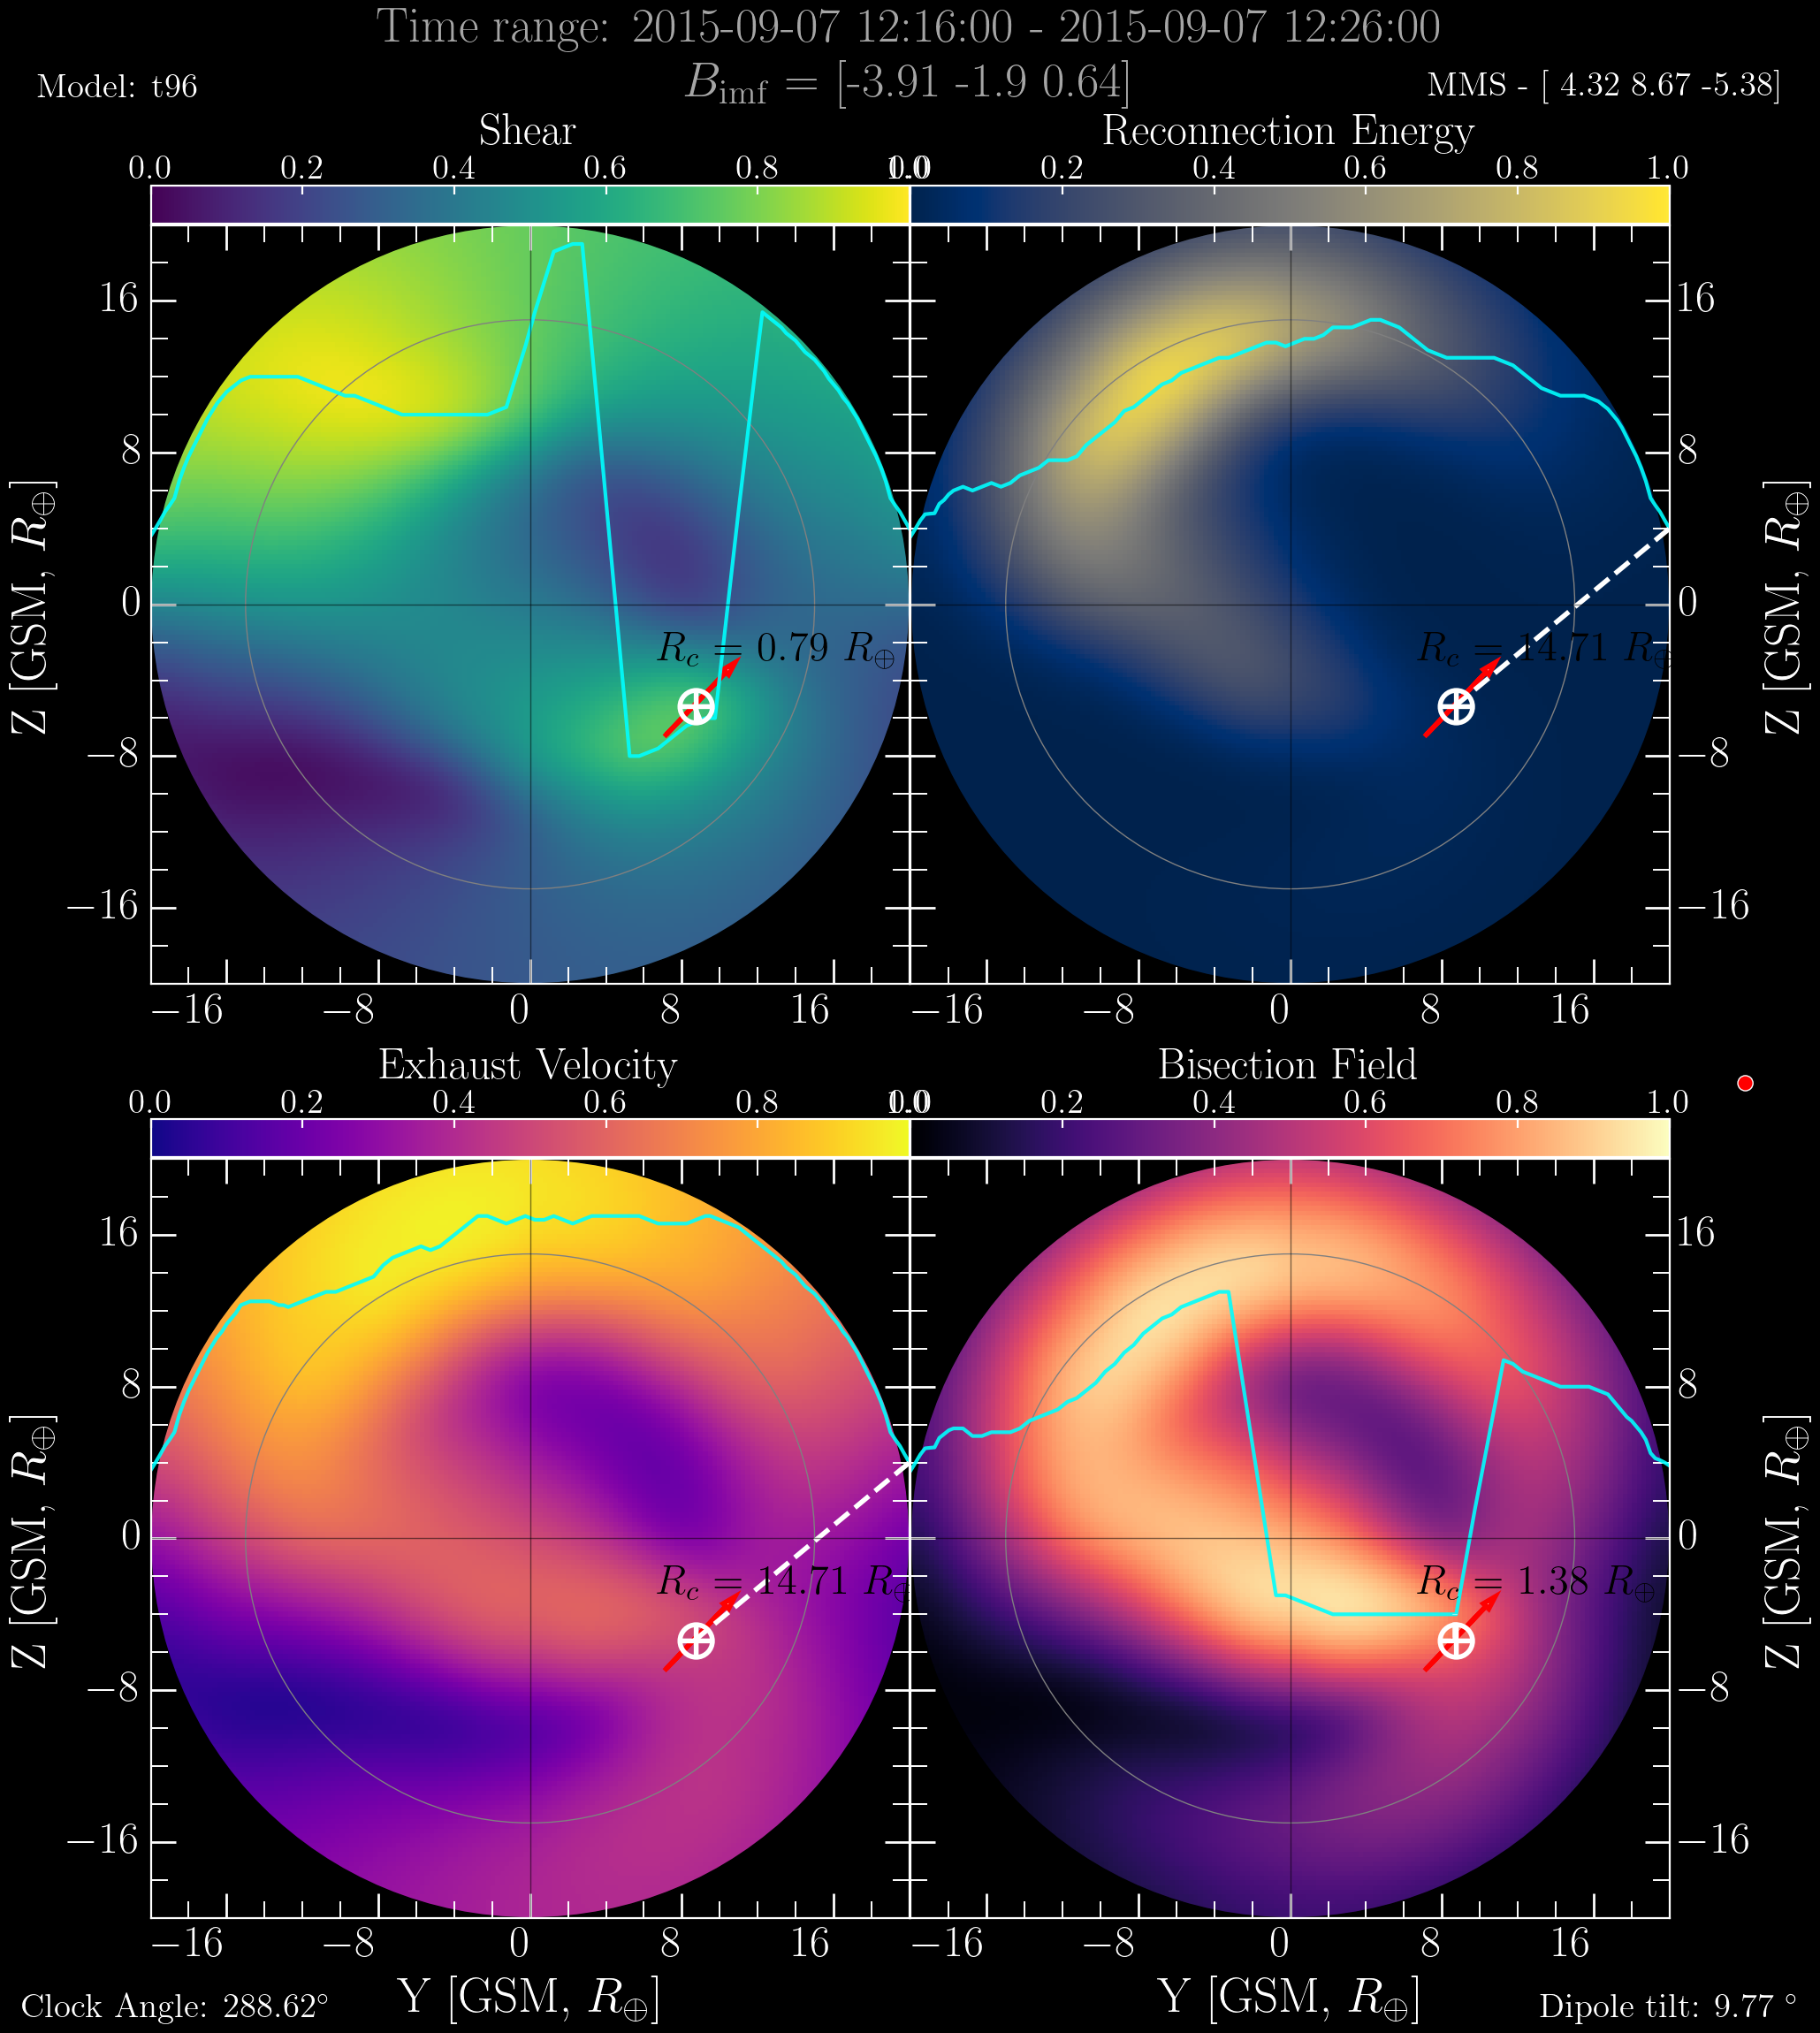 Time range: 2015-09-07 12:16:00 - 2015-09-07 12:26:00
Model: t96
B_imf = [-3.91 -1.9 0.64]
MMS - [ 4.32 8.67 -5.38]
Shear
Reconnection Energy
0.0 0.2 0.4 0.6 0.8 1.0
0.0 0.2 0.4 0.6 0.8 1.0
Z [GSM, R⊕]
16
8
0
−8
−16
R_c = 0.79 R⊕
R_c = 14.71 R⊕
16
8
0
−8
−16
Z [GSM, R⊕]
−16 −8 0 8 16
−16 −8 0 8 16
Exhaust Velocity
Bisection Field
0.0 0.2 0.4 0.6 0.8 1.0
0.0 0.2 0.4 0.6 0.8 1.0
Z [GSM, R⊕]
16
8
0
−8
−16
R_c = 14.71 R⊕
R_c = 1.38 R⊕
16
8
0
−8
−16
Z [GSM, R⊕]
−16 −8 0 8 16
−16 −8 0 8 16
Y [GSM, R⊕]
Y [GSM, R⊕]
Clock Angle: 288.62°
Dipole tilt: 9.77 °